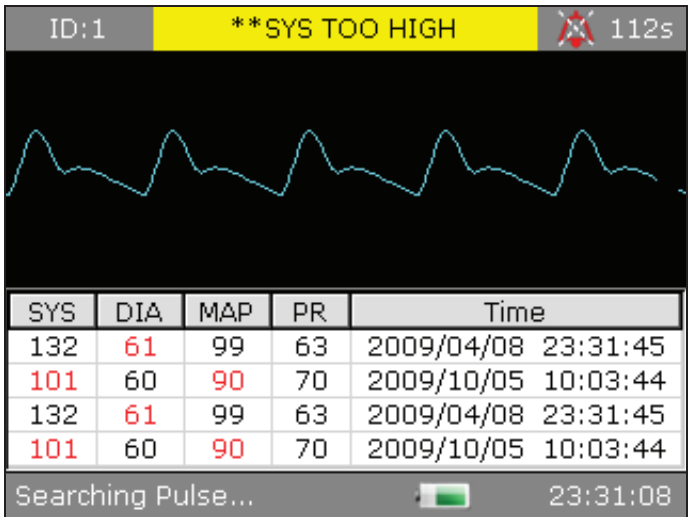 ID:1 **SYS TOO HIGH 112s
SYS DIA MAP PR Time
132 61 99 63 2009/04/08 23:31:45
101 60 90 70 2009/10/05 10:03:44
132 61 99 63 2009/04/08 23:31:45
101 60 90 70 2009/10/05 10:03:44
Searching Pulse... 23:31:08